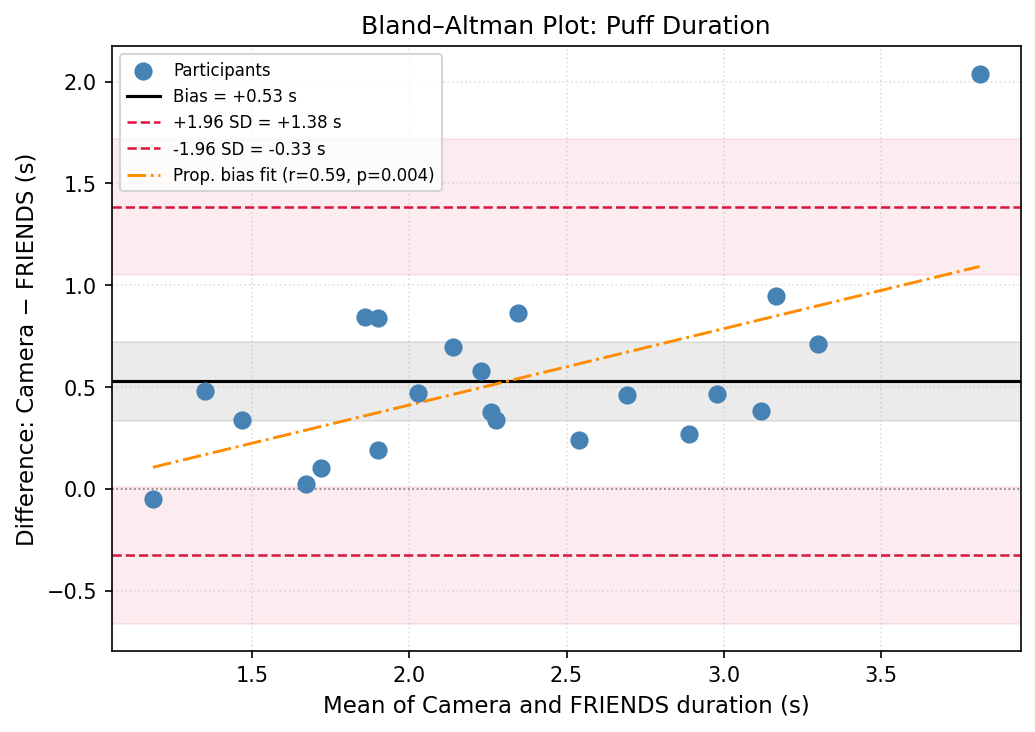 Bland–Altman Plot: Puff Duration
Participants
Bias = +0.53 s
+1.96 SD = +1.38 s
-1.96 SD = -0.33 s
Prop. bias fit (r=0.59, p=0.004)
Difference: Camera − FRIENDS (s)
2.0
1.5
1.0
0.5
0.0
−0.5
1.5 2.0 2.5 3.0 3.5
Mean of Camera and FRIENDS duration (s)